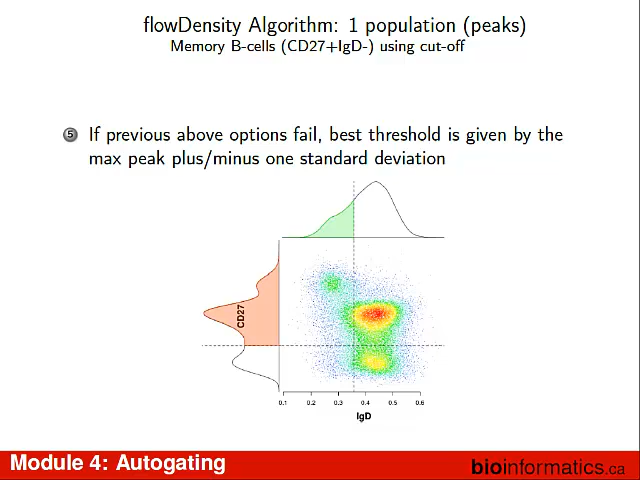 flowDensity Algorithm: 1 population (peaks)
Memory B-cells (CD27+IgD-) using cut-off
5 If previous above options fail, best threshold is given by the
max peak plus/minus one standard deviation
CD27
0.1 0.2 0.3 0.4 0.5 0.6
IgD
Module 4: Autogating
bioinformatics.ca